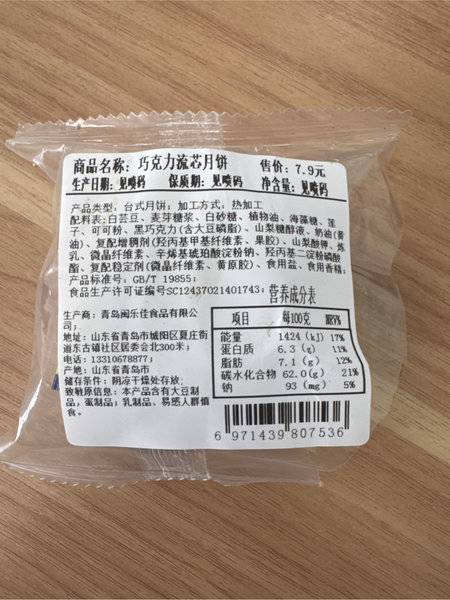 商品名称: 巧克力流芯月饼 售价: 7.9元
生产日期: 见喷码 保质期: 见喷码 净含量: 见喷码
产品类型: 台式月饼; 加工方式: 热加工
配料表: 白芸豆、麦芽糖浆、白砂糖、植物油、海藻糖、莲
子、可可粉、黑巧克力(含大豆磷脂)、山梨糖醇液、奶油(黄
油)、复配增稠剂(羟丙基甲基纤维素、果胶)、山梨酸钾、炼
乳、微晶纤维素、辛烯基琥珀酸淀粉钠、羟丙基二淀粉磷酸
酯、复配稳定剂(微晶纤维素、黄原胶)、食用盐、食用香精;
产品标准号: GB/T 19855;
食品生产许可证编号SC12437021401743;
营养成分表
生产商: 青岛闽乐佳食品有限公
司;
地址: 山东省青岛市城阳区夏庄街
道东古镇社区居委会北300米;
电话: 13310678877;
产地: 山东省青岛市
储存条件: 阴凉干燥处存放、
致敏原信息: 本产品含有大豆制
品, 蛋制品, 乳制品、易感人群慎
食。
项目 每100克 NRV%
能量 1424 (kJ) 17%
蛋白质 6.3 (g) 11%
脂肪 7.1 (g) 12%
碳水化合物 62.0 (g) 21%
钠 93 (mg) 5%
6 971439 807536